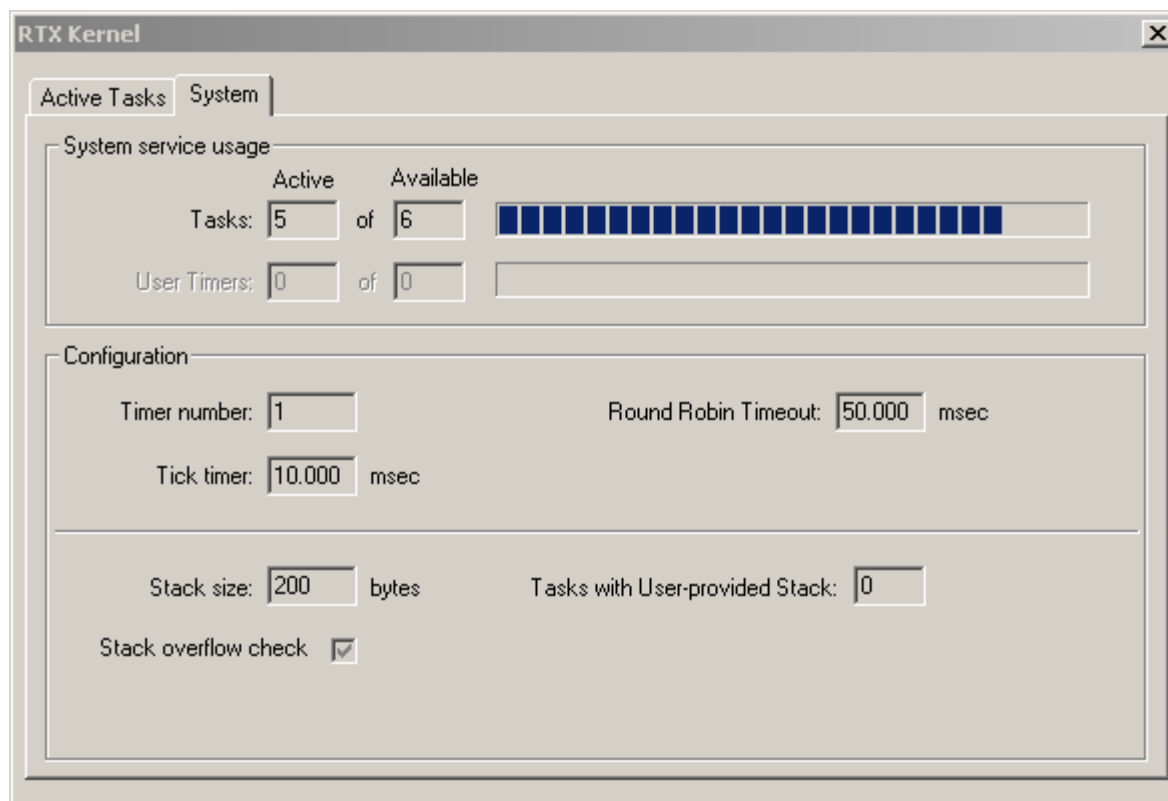 RTX Kernel
Active Tasks System
System service usage
Active Available
Tasks: 5 of 6
User Timers: 0 of 0
Configuration
Timer number: 1 Round Robin Timeout: 50.000 msec
Tick timer: 10.000 msec
Stack size: 200 bytes Tasks with User-provided Stack: 0
Stack overflow check